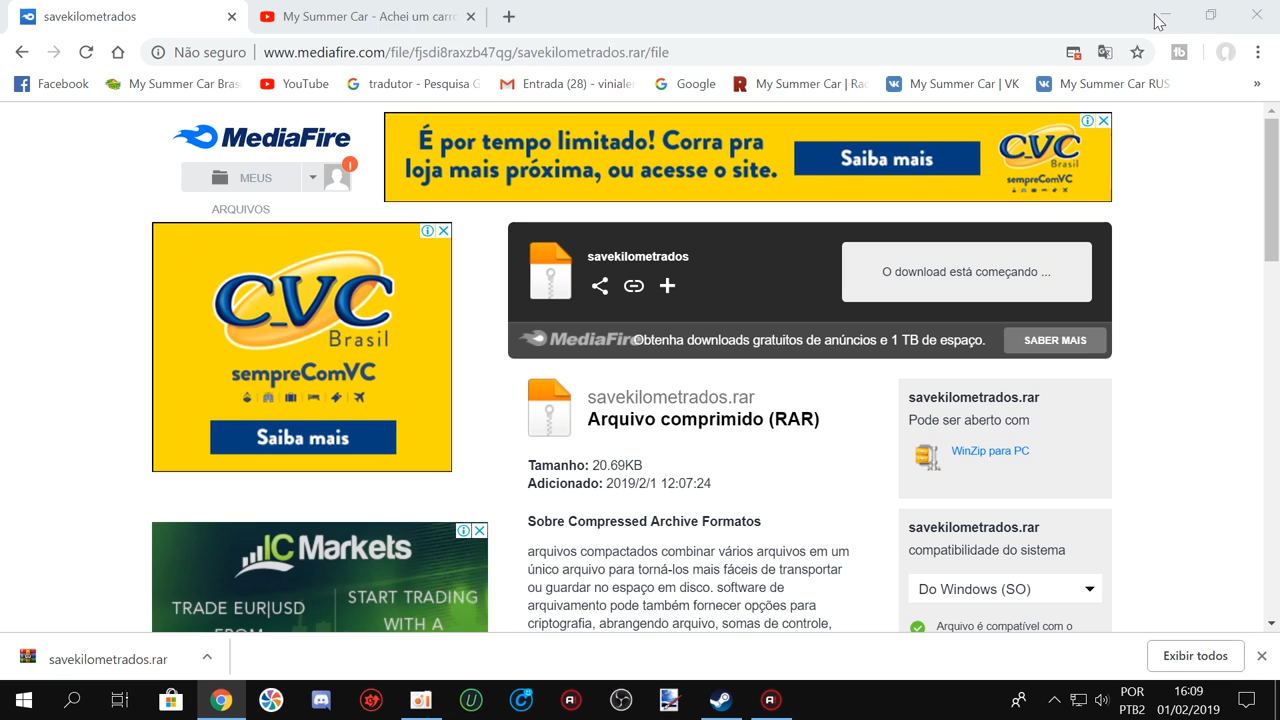 savekilometrados
My Summer Car - Achei um carro
Não seguro
www.mediafire.com/file/fjsdi8raxzb47qg/savekilometrados.rar/file
Facebook
My Summer Car Bras
YouTube
tradutor - Pesquisa G
Entrada (28) - vinialer
Google
My Summer Car | Rac
My Summer Car | VK
My Summer Car RUS
»
MediaFire
MEUS
ARQUIVOS
É por tempo limitado! Corra pra
loja mais próxima, ou acesse o site.
Saiba mais
CVC
Brasil
sempreComVC
CVC
Brasil
sempreComVC
Saiba mais
savekilometrados
O download está começando ...
MediaFire
Obtenha downloads gratuitos de anúncios e 1 TB de espaço.
SABER MAIS
savekilometrados.rar
Arquivo comprimido (RAR)
Tamanho: 20.69KB
Adicionado: 2019/2/1 12:07:24
Sobre Compressed Archive Formatos
arquivos compactados combinar vários arquivos em um
único arquivo para torná-los mais fáceis de transportar
ou guardar no espaço em disco. software de
arquivamento pode também fornecer opções para
criptografia, abrangendo arquivo, somas de controle,
savekilometrados.rar
Pode ser aberto com
WinZip para PC
savekilometrados.rar
compatibilidade do sistema
Do Windows (SO)
Arquivo é compatível com o
IC Markets
TRADE EUR|USD
FROM
START TRADING
WITH A
savekilometrados.rar
Exibir todos
POR
PTB2
16:09
01/02/2019